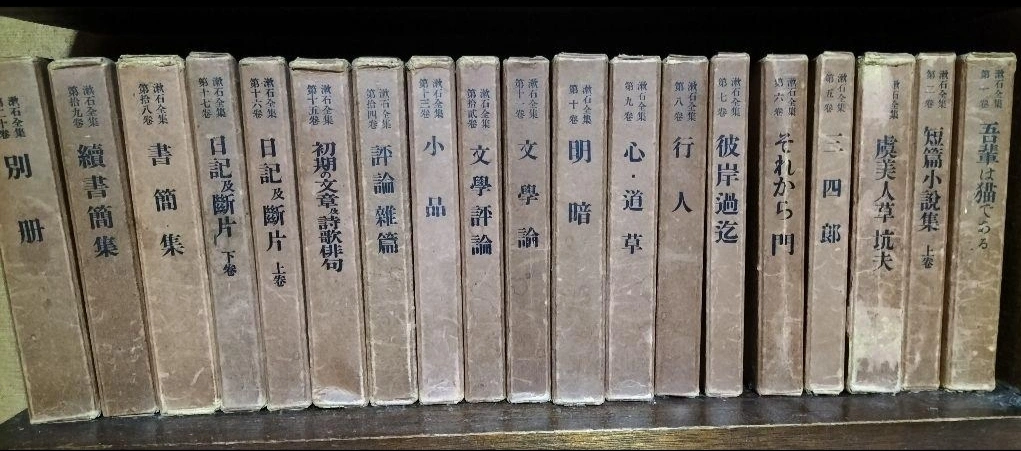 漱石全集
第一卷
吾輩は猫である
漱石全集
第二卷
短篇小說集 上卷
漱石全集
虞美人草 坑夫
漱石全集
第五卷
三四郎
漱石全集
第六卷
それから 門
漱石全集
第七卷
彼岸過迄
漱石全集
第八卷
行人
漱石全集
第九卷
心・道草
漱石全集
第十卷
明暗
漱石全集
第十一卷
文學論
漱石全集
第拾貳卷
文學評論
漱石全集
第十三卷
小品
漱石全集
第拾四卷
評論雜篇
漱石全集
第十五卷
初期の文章及詩歌俳句
漱石全集
第十六卷
日記及斷片 上卷
漱石全集
第十七卷
日記及斷片 下卷
漱石全集
第拾八卷
書簡集
漱石全集
第拾九卷
續書簡集
漱石全集
第二十卷
別册